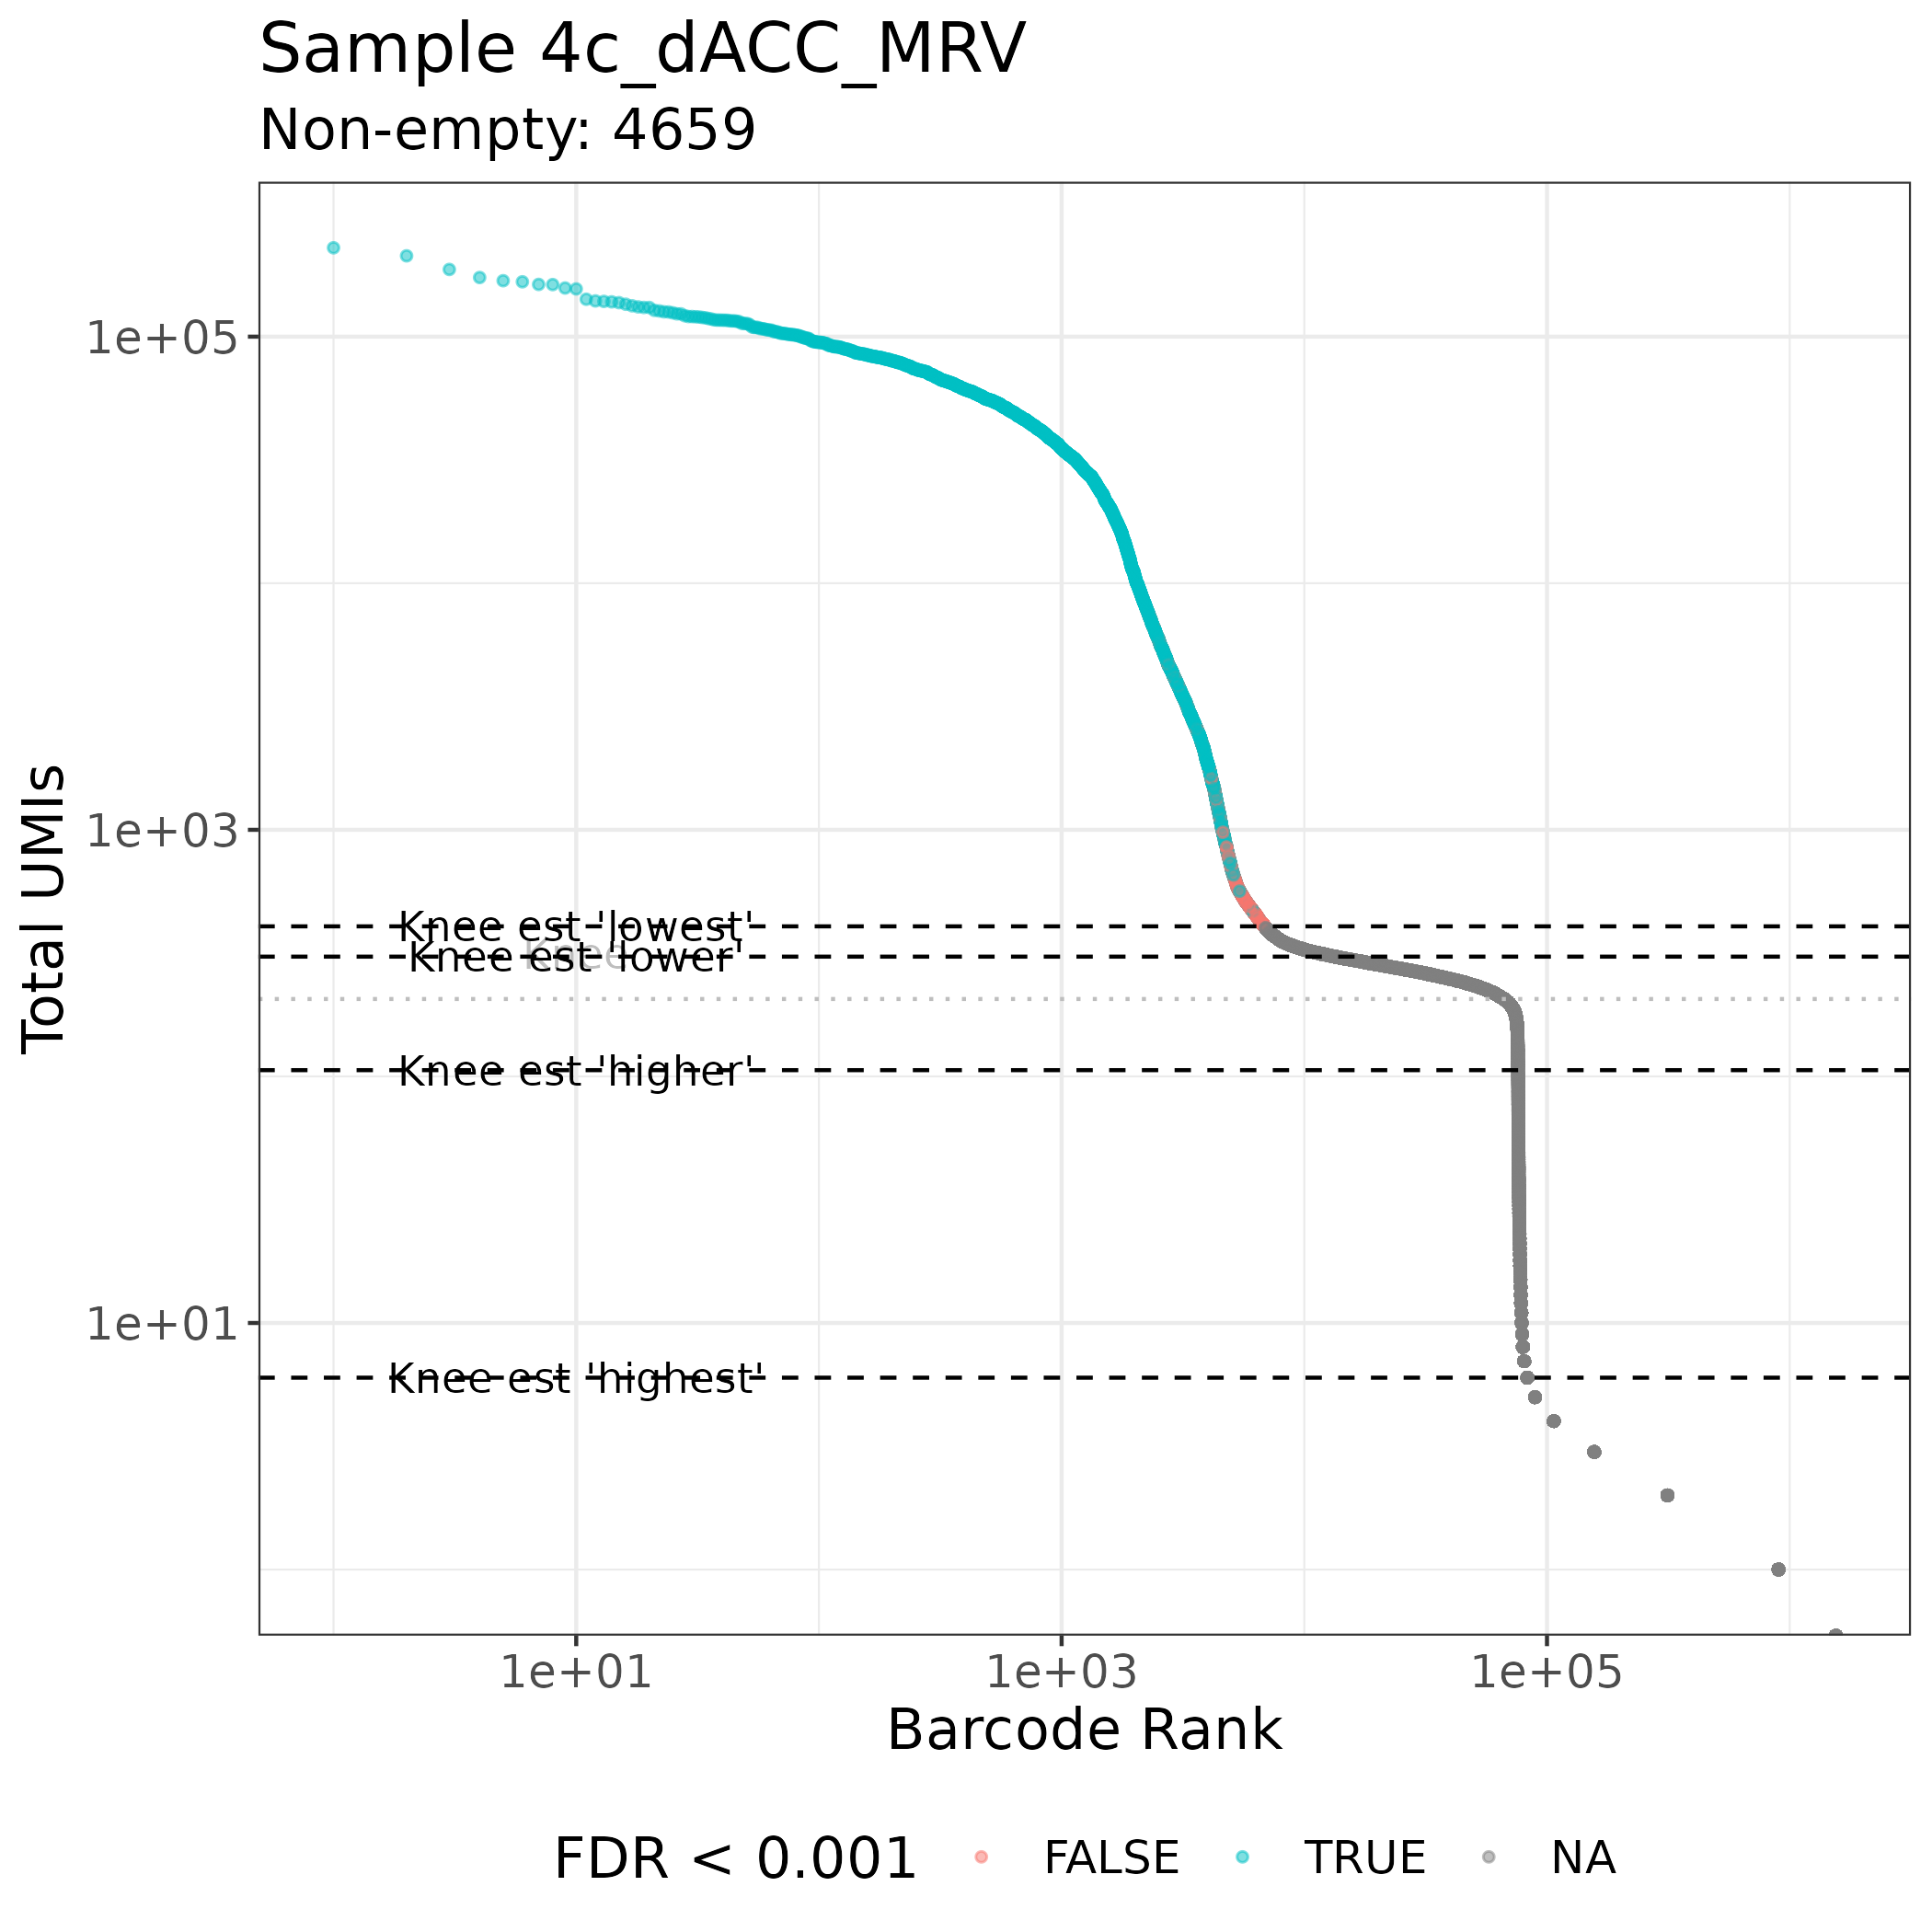 Sample 4c_dACC_MRV
Non-empty: 4659
Total UMIs
1e+05
1e+03
Knee est 'lowest'
Knee
Knee est 'lower'
Knee est 'higher'
1e+01
Knee est 'highest'
1e+01 1e+03 1e+05
Barcode Rank
FDR < 0.001 FALSE TRUE NA